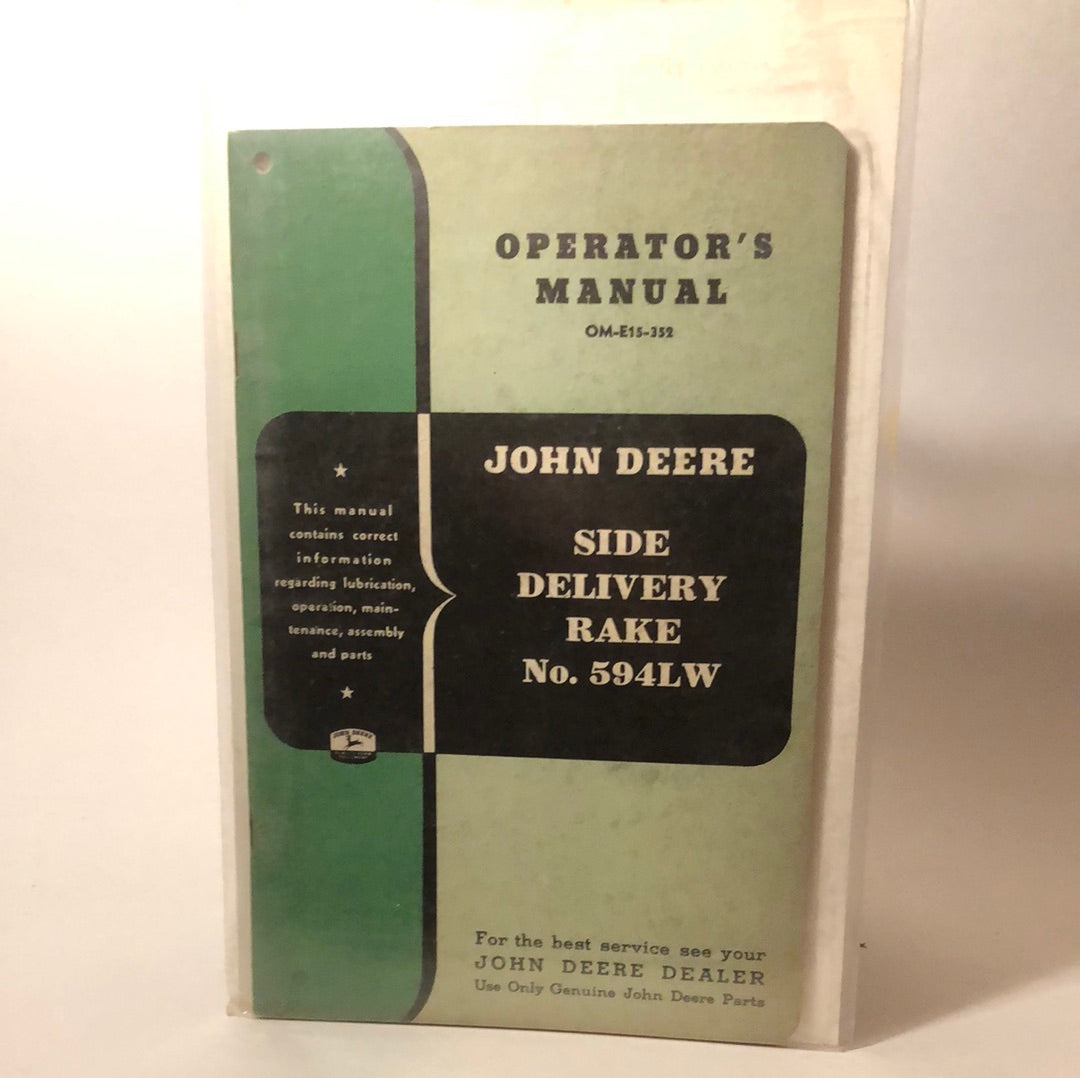 OPERATOR'S
MANUAL
OM-E15-352
★
This manual
contains correct
information
regarding lubrication,
operation, main-
tenance, assembly
and parts
★
JOHN DEERE
JOHN DEERE
SIDE
DELIVERY
RAKE
No. 594LW
For the best service see your
JOHN DEERE DEALER
Use Only Genuine John Deere Parts